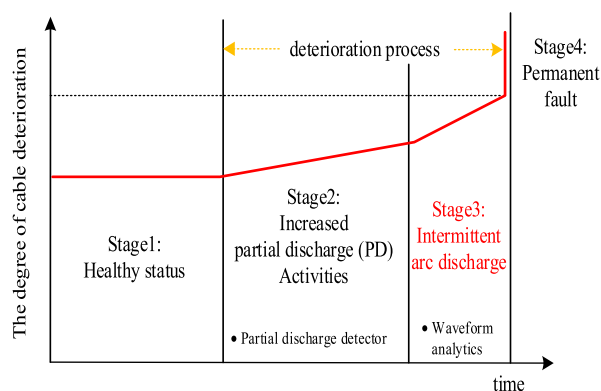 The degree of cable deterioration
deterioration process
Stage4:
Permanent
fault
Stage1:
Healthy status
Stage2:
Increased
partial discharge (PD)
Activities
• Partial discharge detector
Stage3:
Intermittent
arc discharge
• Waveform
analytics
time